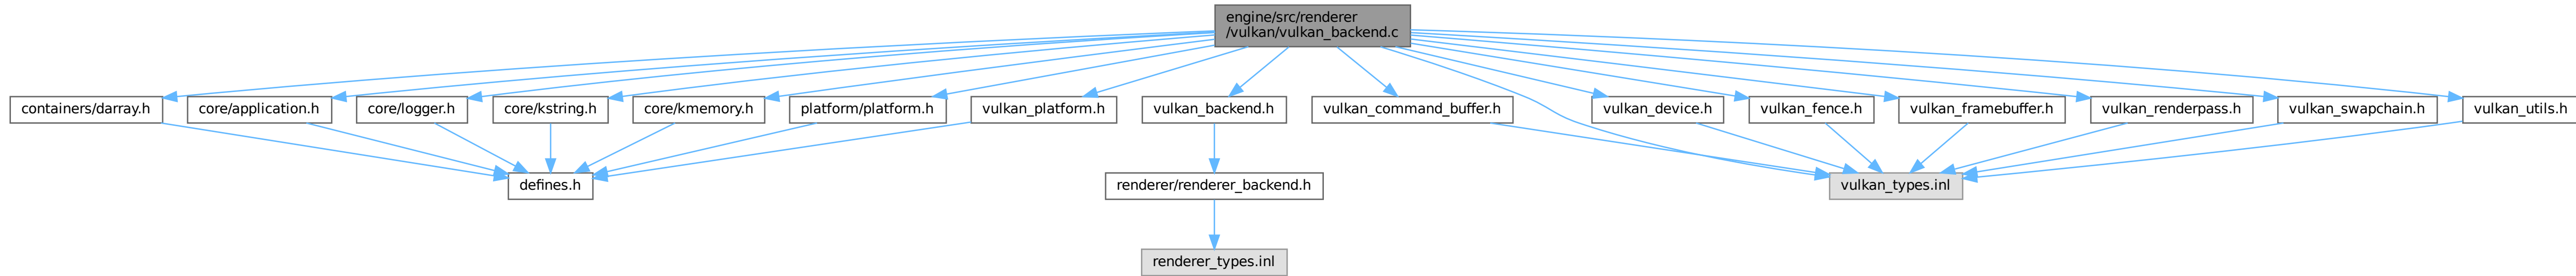 engine/src/renderer
/vulkan/vulkan_backend.c
containers/darray.h
core/application.h
core/logger.h
core/kstring.h
core/kmemory.h
platform/platform.h
vulkan_platform.h
vulkan_backend.h
vulkan_command_buffer.h
vulkan_device.h
vulkan_fence.h
vulkan_framebuffer.h
vulkan_renderpass.h
vulkan_swapchain.h
vulkan_utils.h
defines.h
renderer/renderer_backend.h
vulkan_types.inl
renderer_types.inl